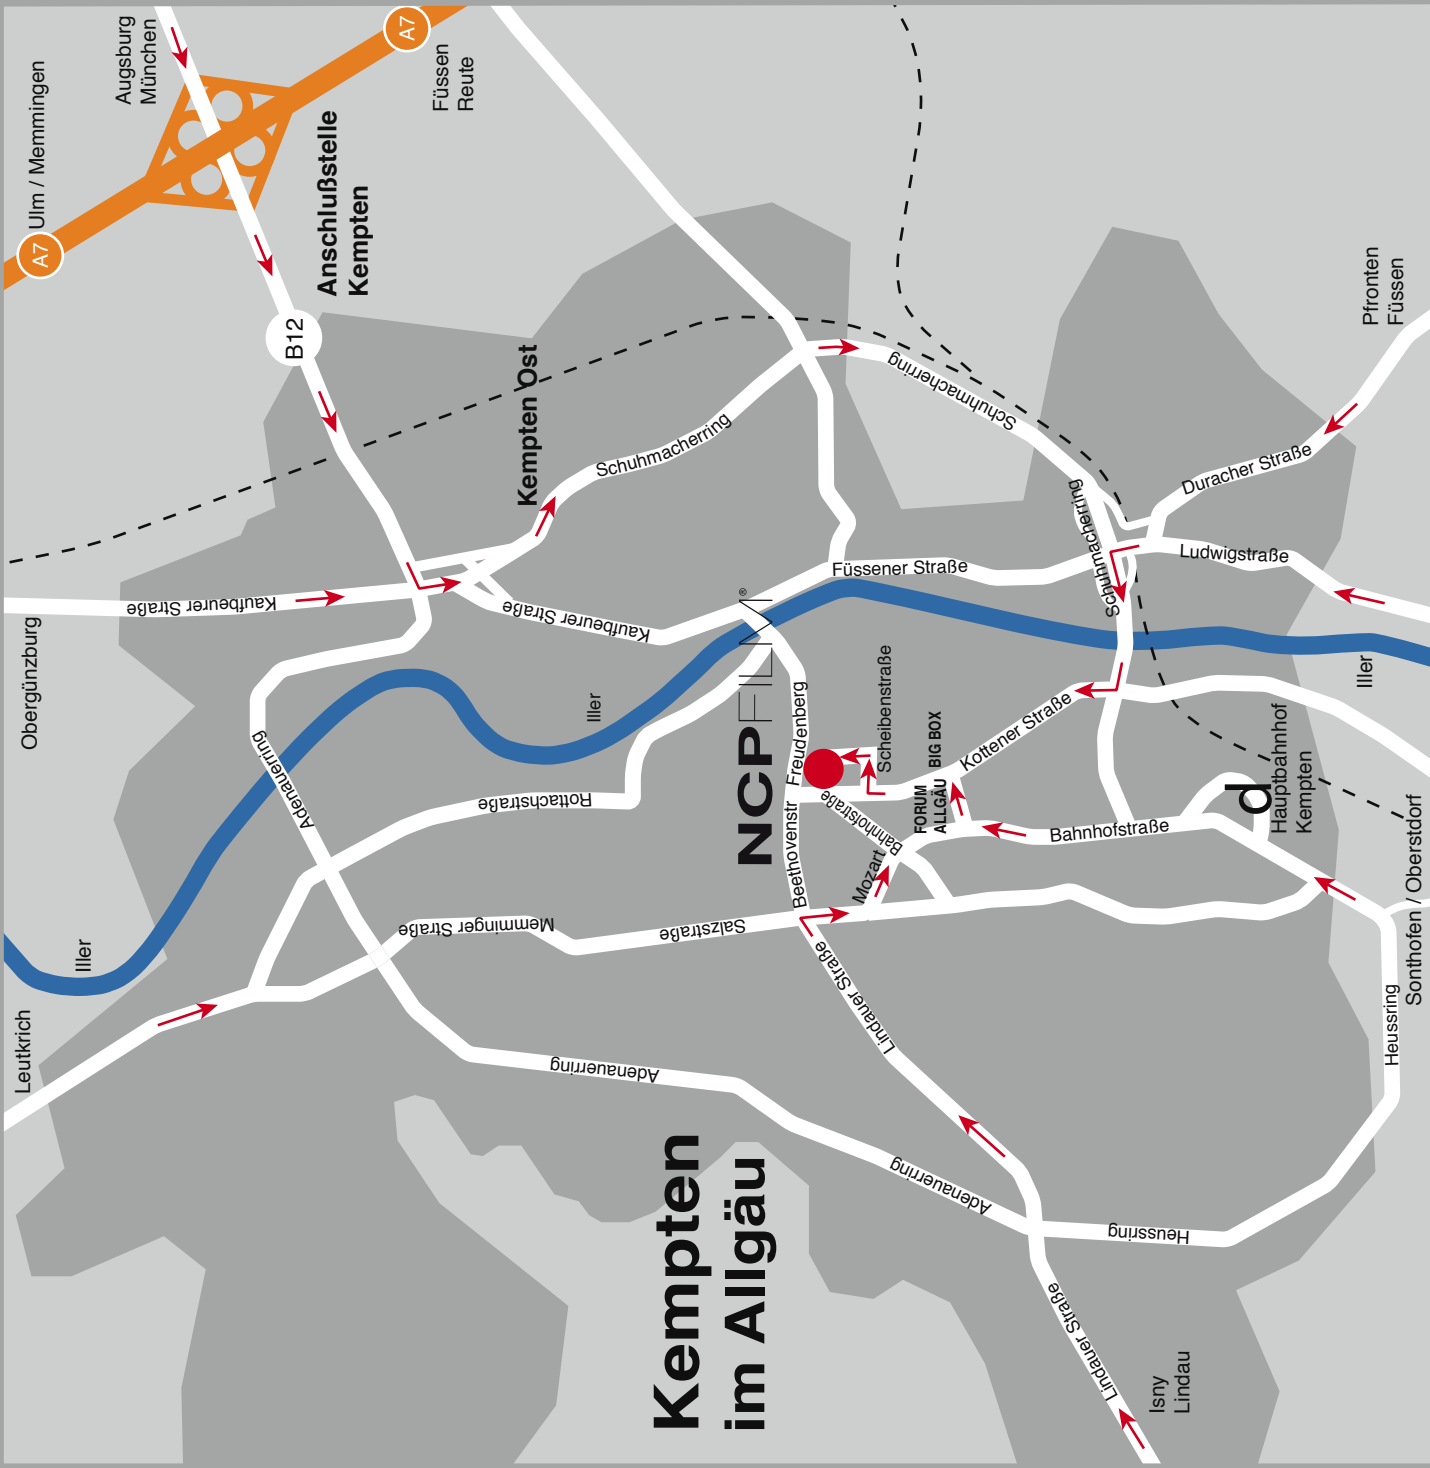 Leutkrich
Obergünzburg
Ulm / Memmingen
A7
Augsburg
München
Iller
Kaufbeurer Straße
B12
Anschlußstelle
Kempten
A7
Füssen
Reute
Adenauerring
Memminger Straße
Rottachstraße
Kaufbeurer Straße
Kempten Ost
Adenauerring
Iller
Schuhmacherring
Kempten
im Allgäu
Salzstraße
NCPFILM®
Beethovenstr
Freudenberg
Füssener Straße
Schuhmacherring
Lindauer Straße
Mozart
Bahnhofstraße
Scheibenstraße
Adenauerring
FORUM
ALLGÄU
BIG BOX
Kottener Straße
Schuhmacherring
Heussring
Bahnhofstraße
Ludwigstraße
Duracher Straße
Lindauer Straße
Isny
Lindau
d
Hauptbahnhof
Kempten
Iller
Pfronten
Füssen
Heussring
Sonthofen / Oberstdorf